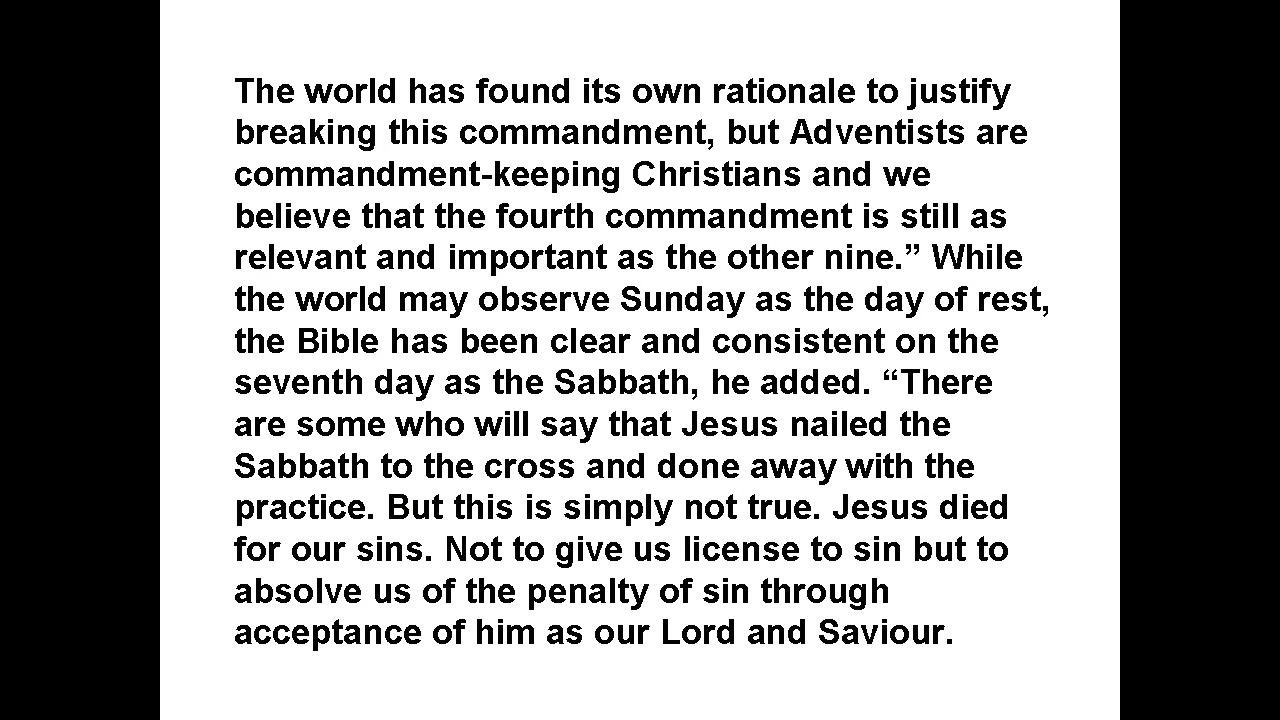 The world has found its own rationale to justify
breaking this commandment, but Adventists are
commandment-keeping Christians and we
believe that the fourth commandment is still as
relevant and important as the other nine.” While
the world may observe Sunday as the day of rest,
the Bible has been clear and consistent on the
seventh day as the Sabbath, he added. “There
are some who will say that Jesus nailed the
Sabbath to the cross and done away with the
practice. But this is simply not true. Jesus died
for our sins. Not to give us license to sin but to
absolve us of the penalty of sin through
acceptance of him as our Lord and Saviour.